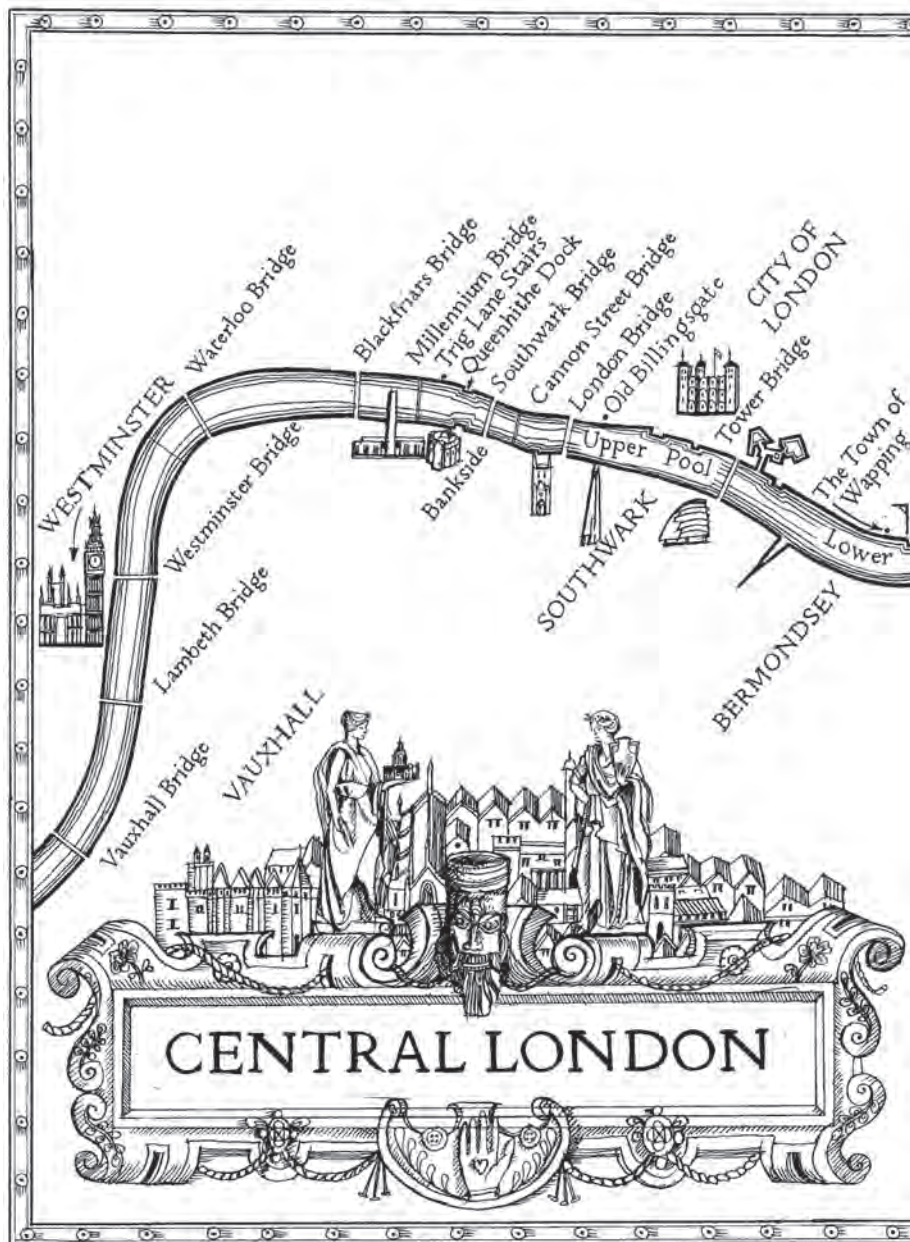 WESTMINSTER
Waterloo Bridge
Blackfriars Bridge
Millennium Bridge
Trig Lane Stairs
Queenhithe Dock
Southwark Bridge
Cannon Street Bridge
London Bridge
Old Billingsgate
CITY OF
LONDON
Tower Bridge
The Town of
Wapping
Westminster Bridge
Bankside
Upper Pool
SOUTHWARK
Lower
BERMONDSEY
Lambeth Bridge
VAUXHALL
Vauxhall Bridge
CENTRAL LONDON